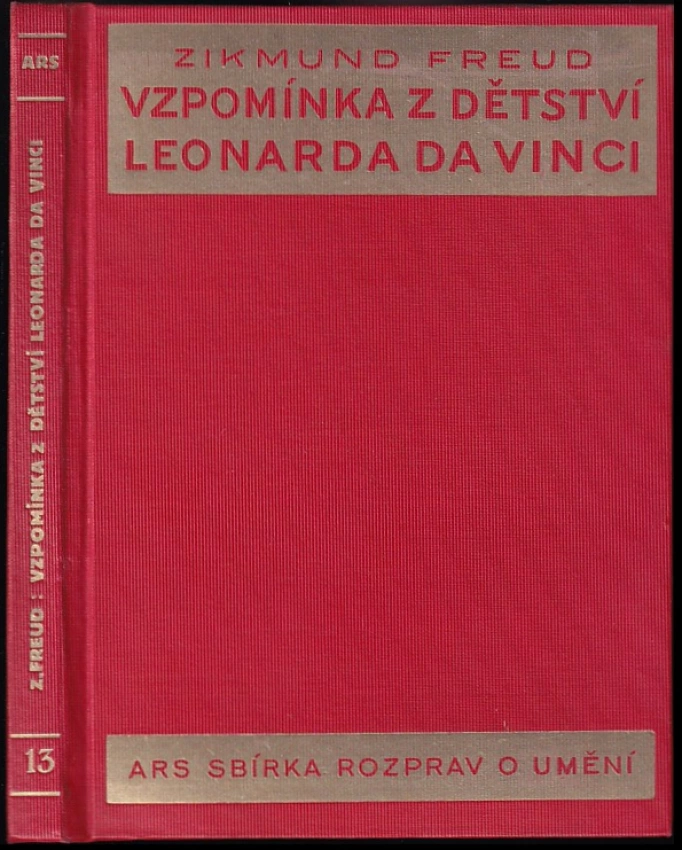 ARS
Z. FREUD : VZPOMÍNKA Z DĚTSTVÍ LEONARDA DA VINCI
13
ZIKMUND FREUD
VZPOMÍNKA Z DĚTSTVÍ
LEONARDA DA VINCI
ARS SBÍRKA ROZPRAV O UMĚNÍ